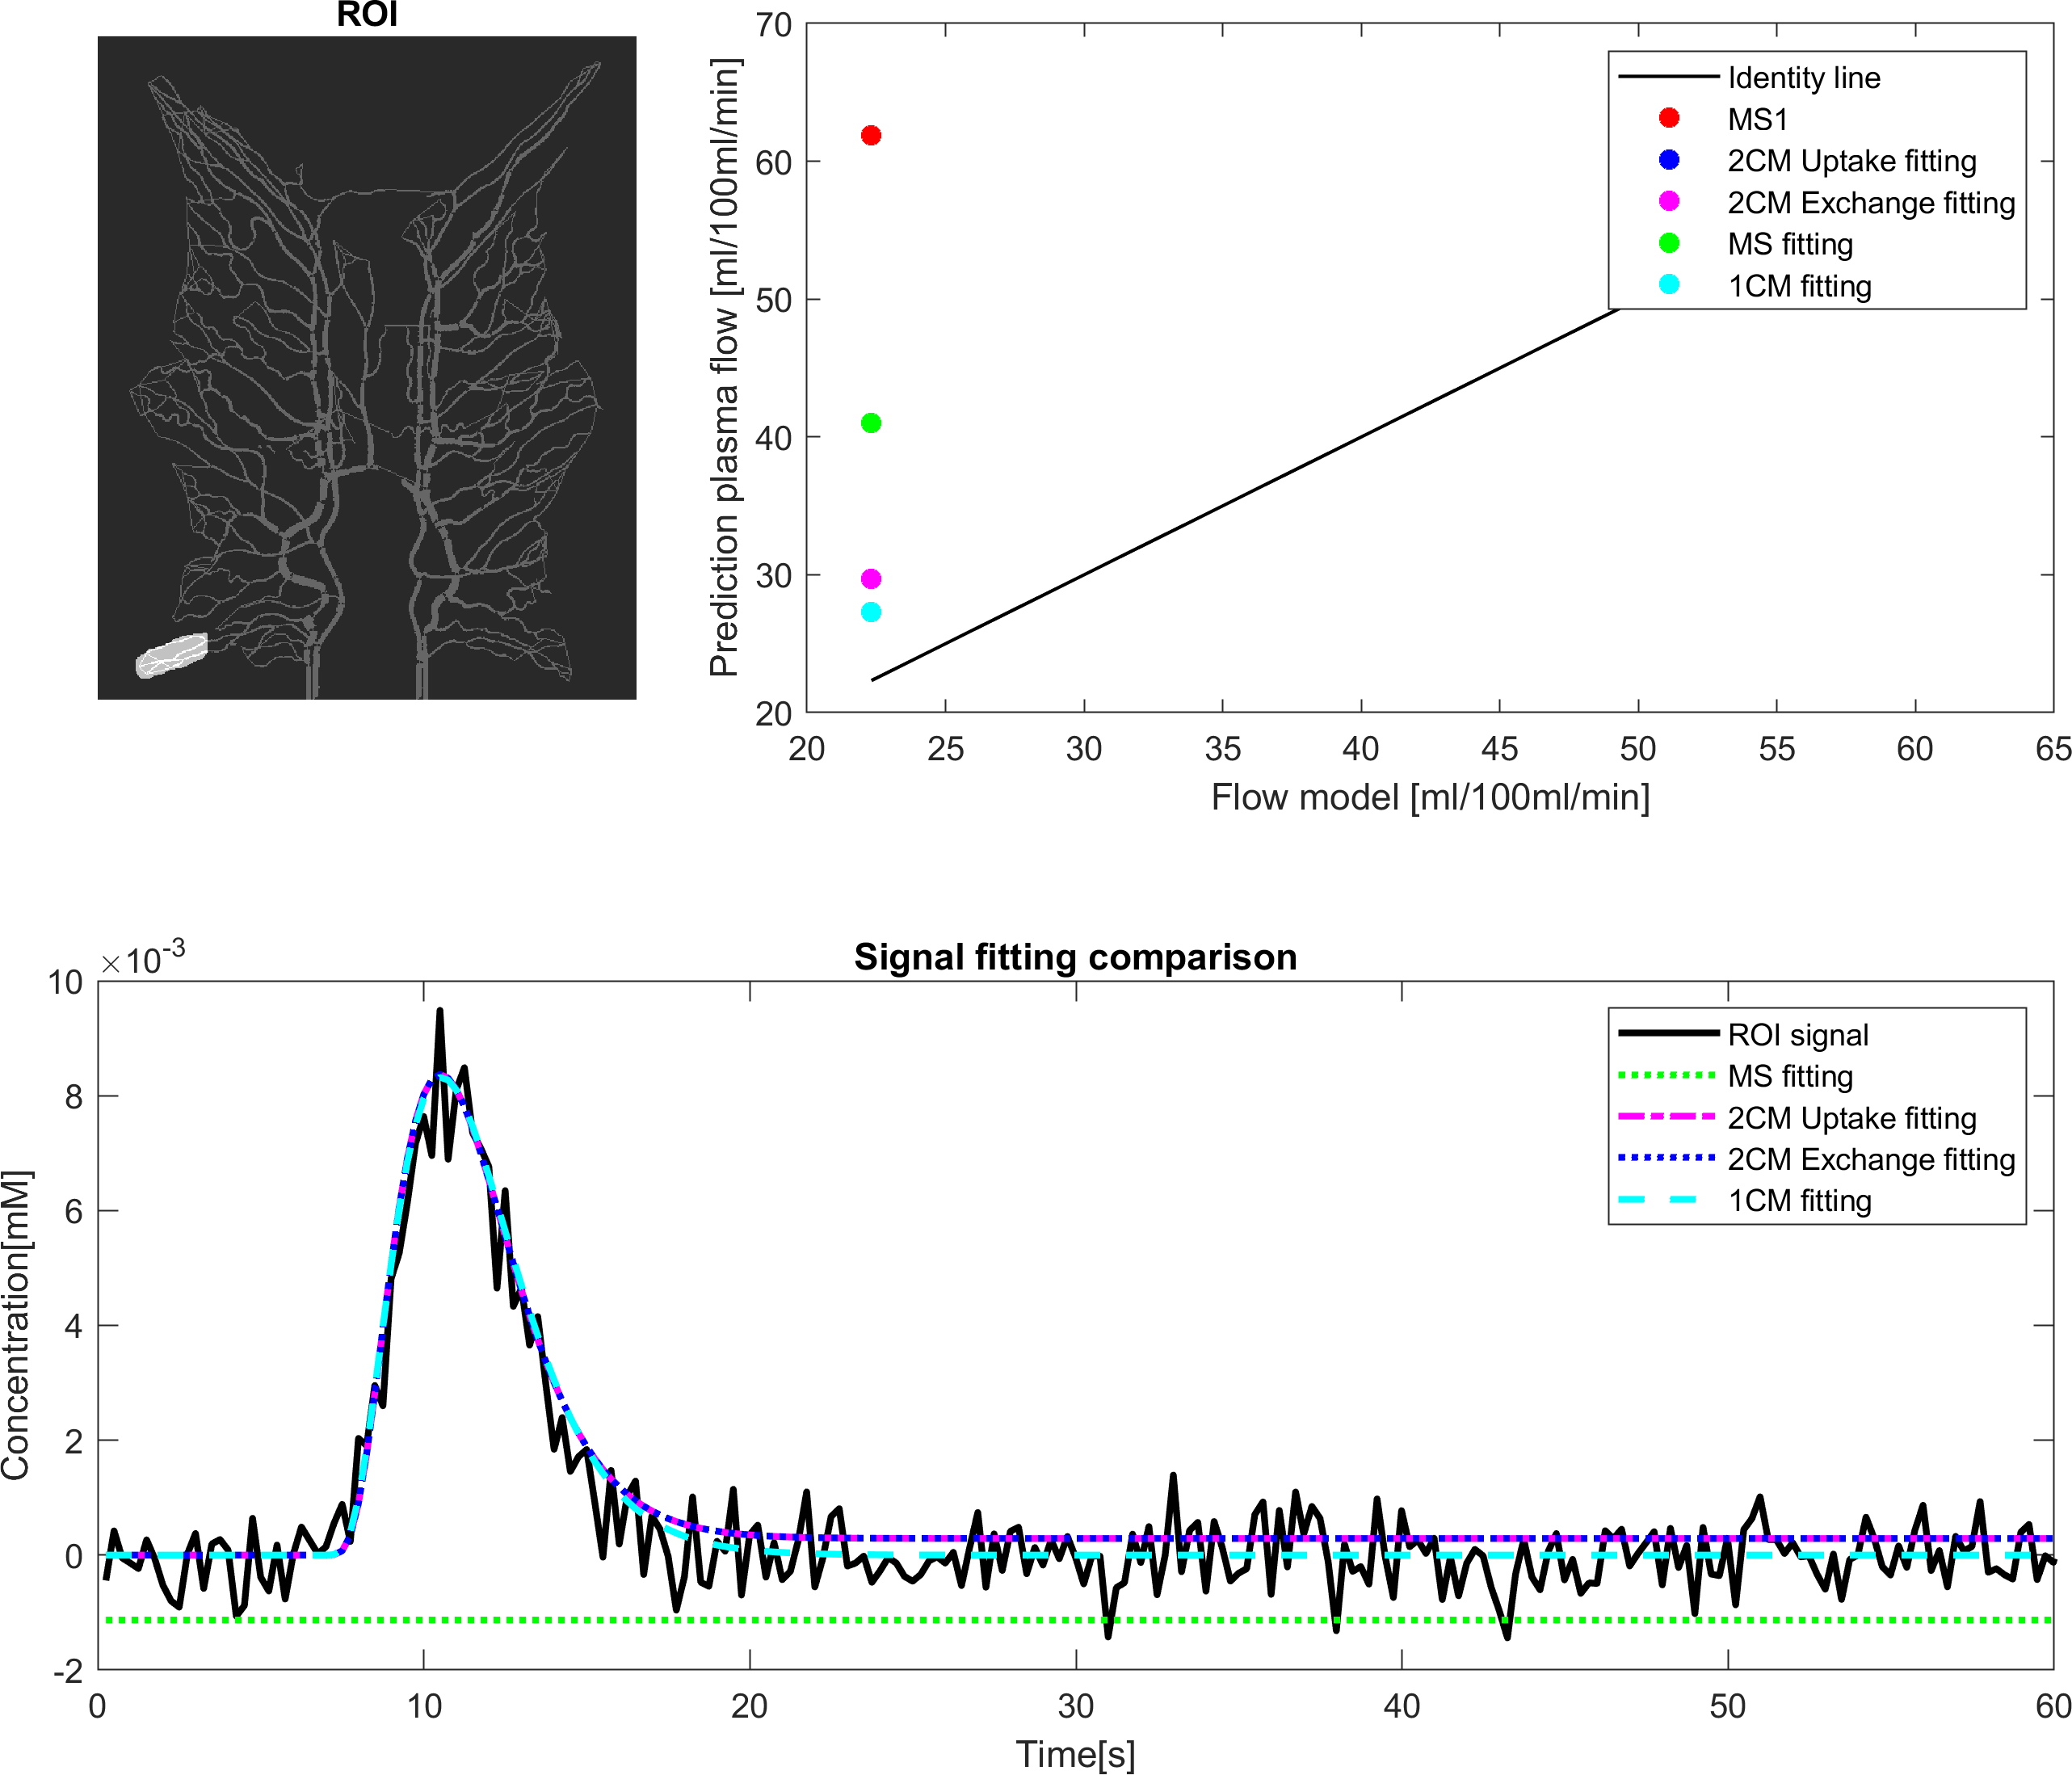 ROI
70
60
50
40
30
20
Prediction plasma flow [ml/100ml/min]
20 25 30 35 40 45 50 55 60 65
Flow model [ml/100ml/min]
Identity line
MS1
2CM Uptake fitting
2CM Exchange fitting
MS fitting
1CM fitting
Signal fitting comparison
×10-3
10
8
6
4
2
0
-2
Concentration[mM]
0 10 20 30 40 50 60
Time[s]
ROI signal
MS fitting
2CM Uptake fitting
2CM Exchange fitting
1CM fitting